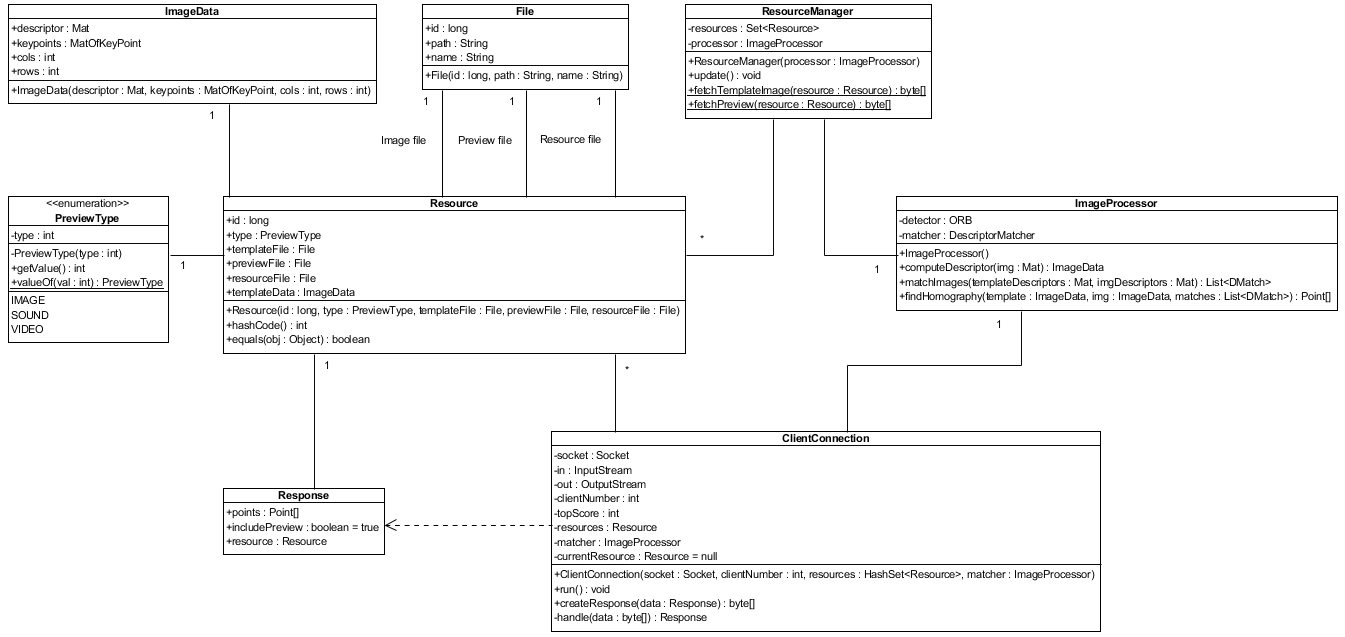 ImageData
+descriptor : Mat
+keypoints : MatOfKeyPoint
+cols : int
+rows : int
+ImageData(descriptor : Mat, keypoints : MatOfKeyPoint, cols : int, rows : int)
1
File
+id : long
+path : String
+name : String
+File(id : long, path : String, name : String)
1
1
1
Image file
Preview file
Resource file
ResourceManager
-resources : Set<Resource>
-processor : ImageProcessor
+ResourceManager(processor : ImageProcessor)
+update() : void
+fetchTemplateImage(resource : Resource) : byte[]
+fetchPreview(resource : Resource) : byte[]
<<enumeration>>
PreviewType
-type : int
-PreviewType(type : int)
+getValue() : int
+valueOf(val : int) : PreviewType
IMAGE
SOUND
VIDEO
1
Resource
+id : long
+type : PreviewType
+templateFile : File
+previewFile : File
+resourceFile : File
+templateData : ImageData
+Resource(id : long, type : PreviewType, templateFile : File, previewFile : File, resourceFile : File)
+hashCode() : int
+equals(obj : Object) : boolean
*
1
ImageProcessor
-detector : ORB
-matcher : DescriptorMatcher
+ImageProcessor()
+computeDescriptor(img : Mat) : ImageData
+matchImages(templateDescriptors : Mat, imgDescriptors : Mat) : List<DMatch>
+findHomography(template : ImageData, img : ImageData, matches : List<DMatch>) : Point[]
1
1
*
Response
+points : Point[]
+includePreview : boolean = true
+resource : Resource
ClientConnection
-socket : Socket
-in : InputStream
-out : OutputStream
-clientNumber : int
-topScore : int
-resources : Resource
-matcher : ImageProcessor
-currentResource : Resource = null
+ClientConnection(socket : Socket, clientNumber : int, resources : HashSet<Resource>, matcher : ImageProcessor)
+run() : void
+createResponse(data : Response) : byte[]
-handle(data : byte[]) : Response